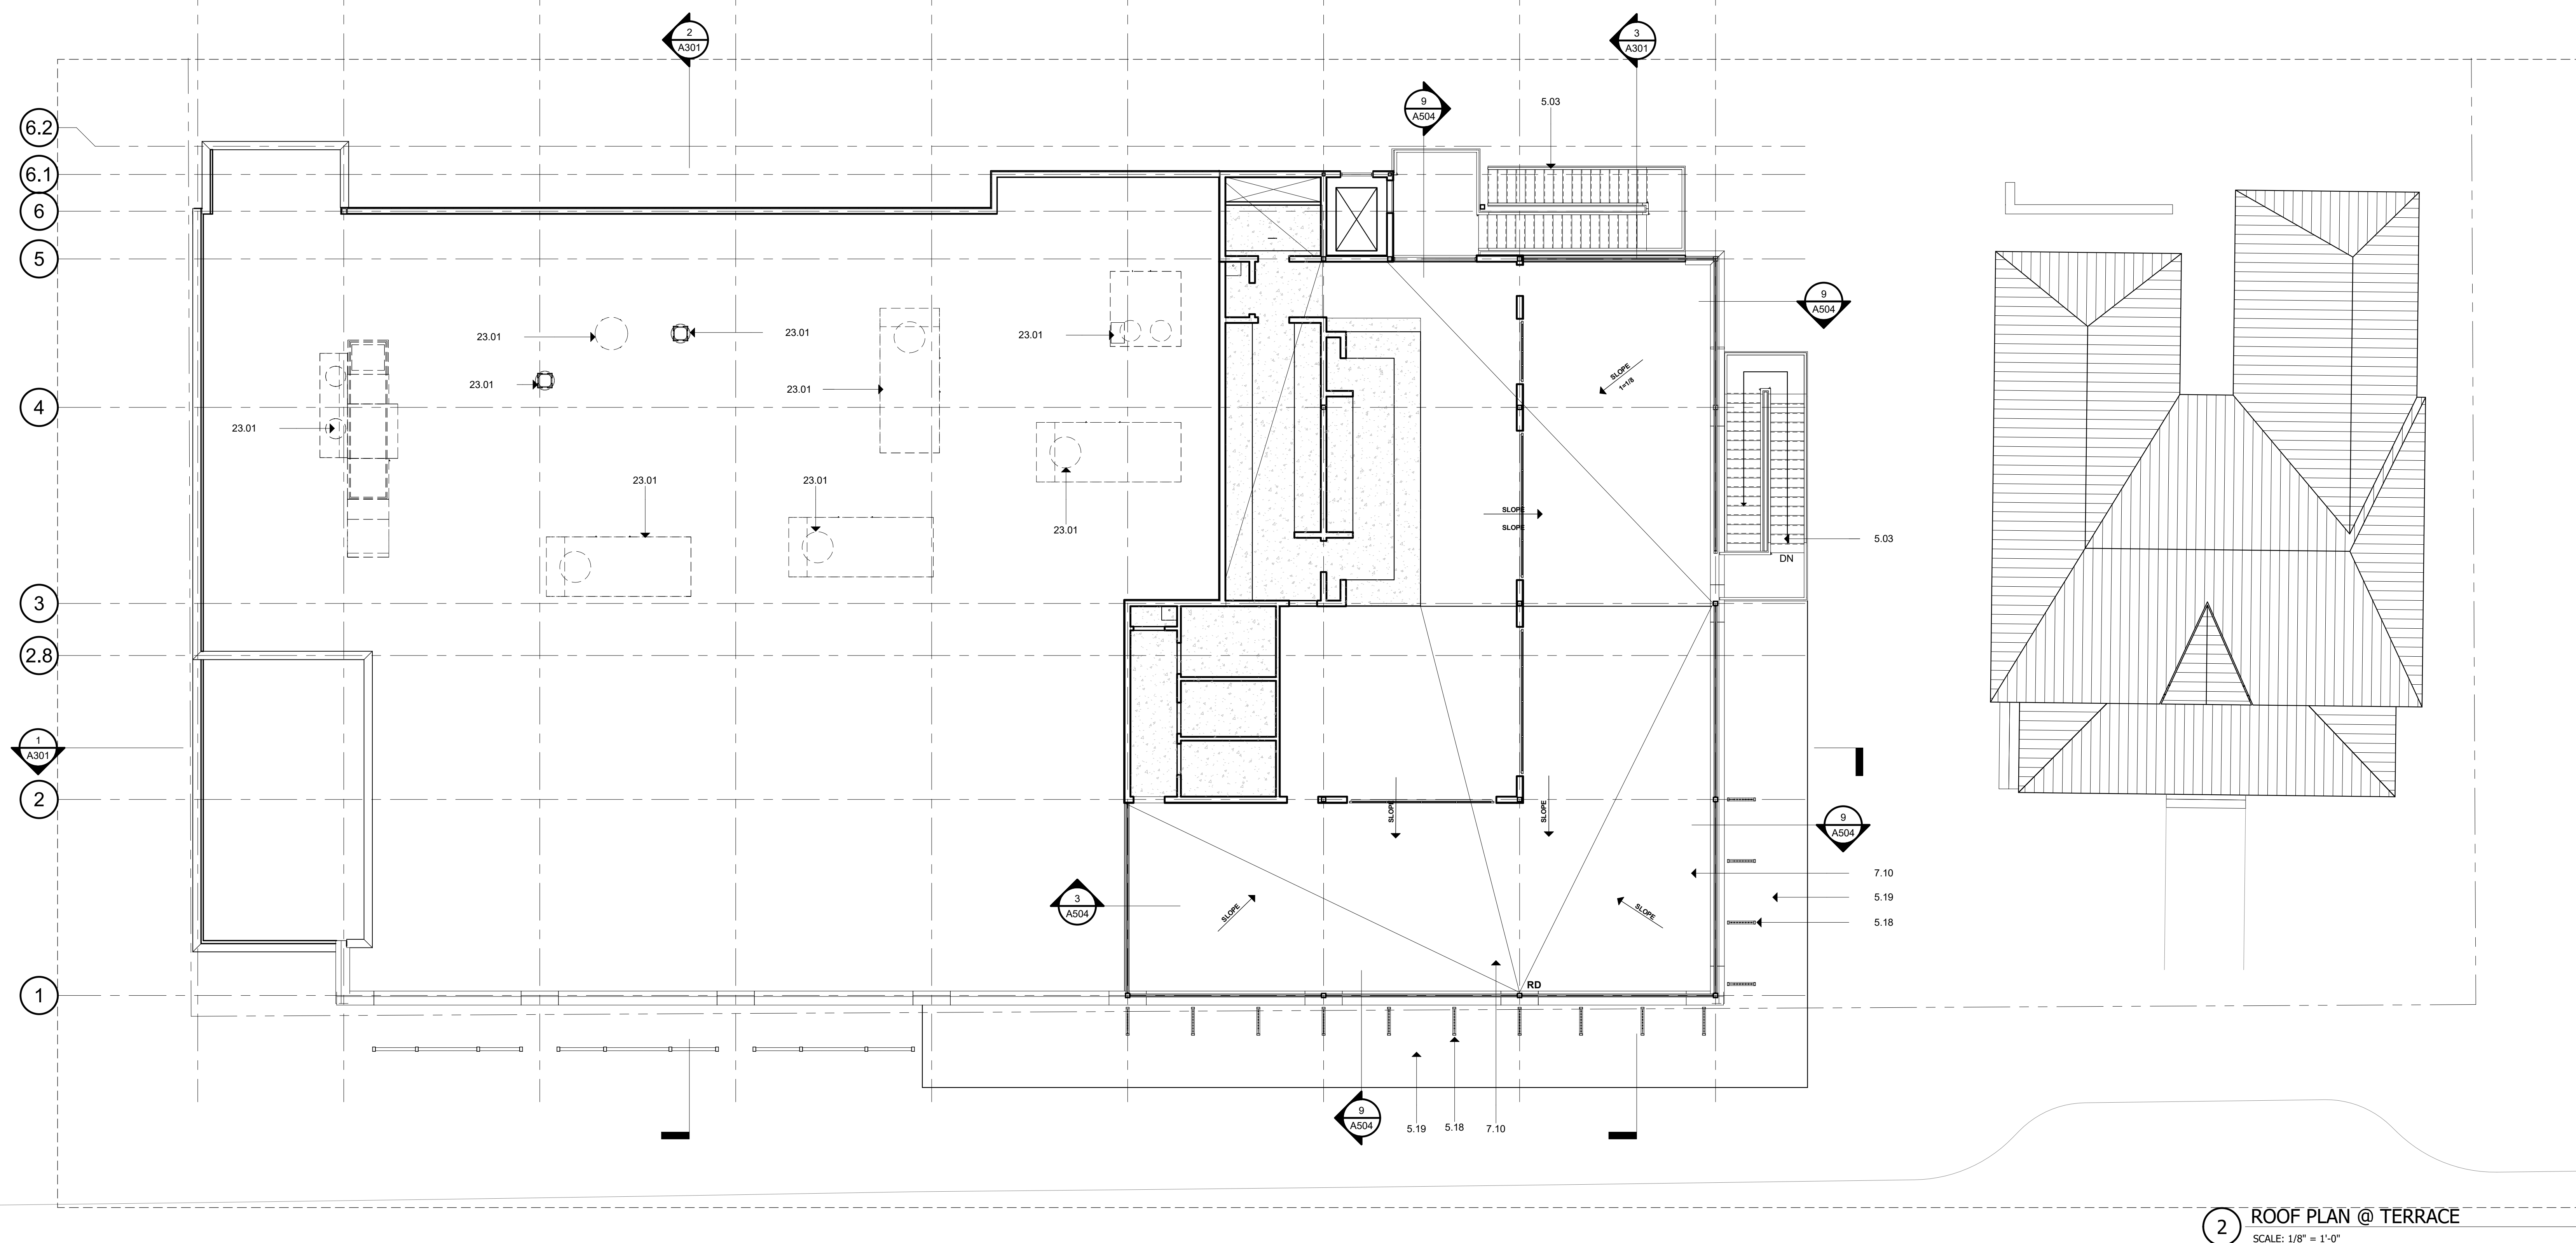 2
A301
3
A301
9
A504
5.03
6.2
6.1
6
5
9
A504
23.01
23.01
23.01
23.01
23.01
4
23.01
SLOPE
1=1/8
23.01
23.01
23.01
SLOPE
SLOPE
5.03
DN
3
2.8
1
A301
2
SLOPE
SLOPE
9
A504
7.10
5.19
5.18
3
A504
SLOPE
SLOPE
RD
1
9
A504
5.19
5.18
7.10
2
ROOF PLAN @ TERRACE
SCALE: 1/8" = 1'-0"